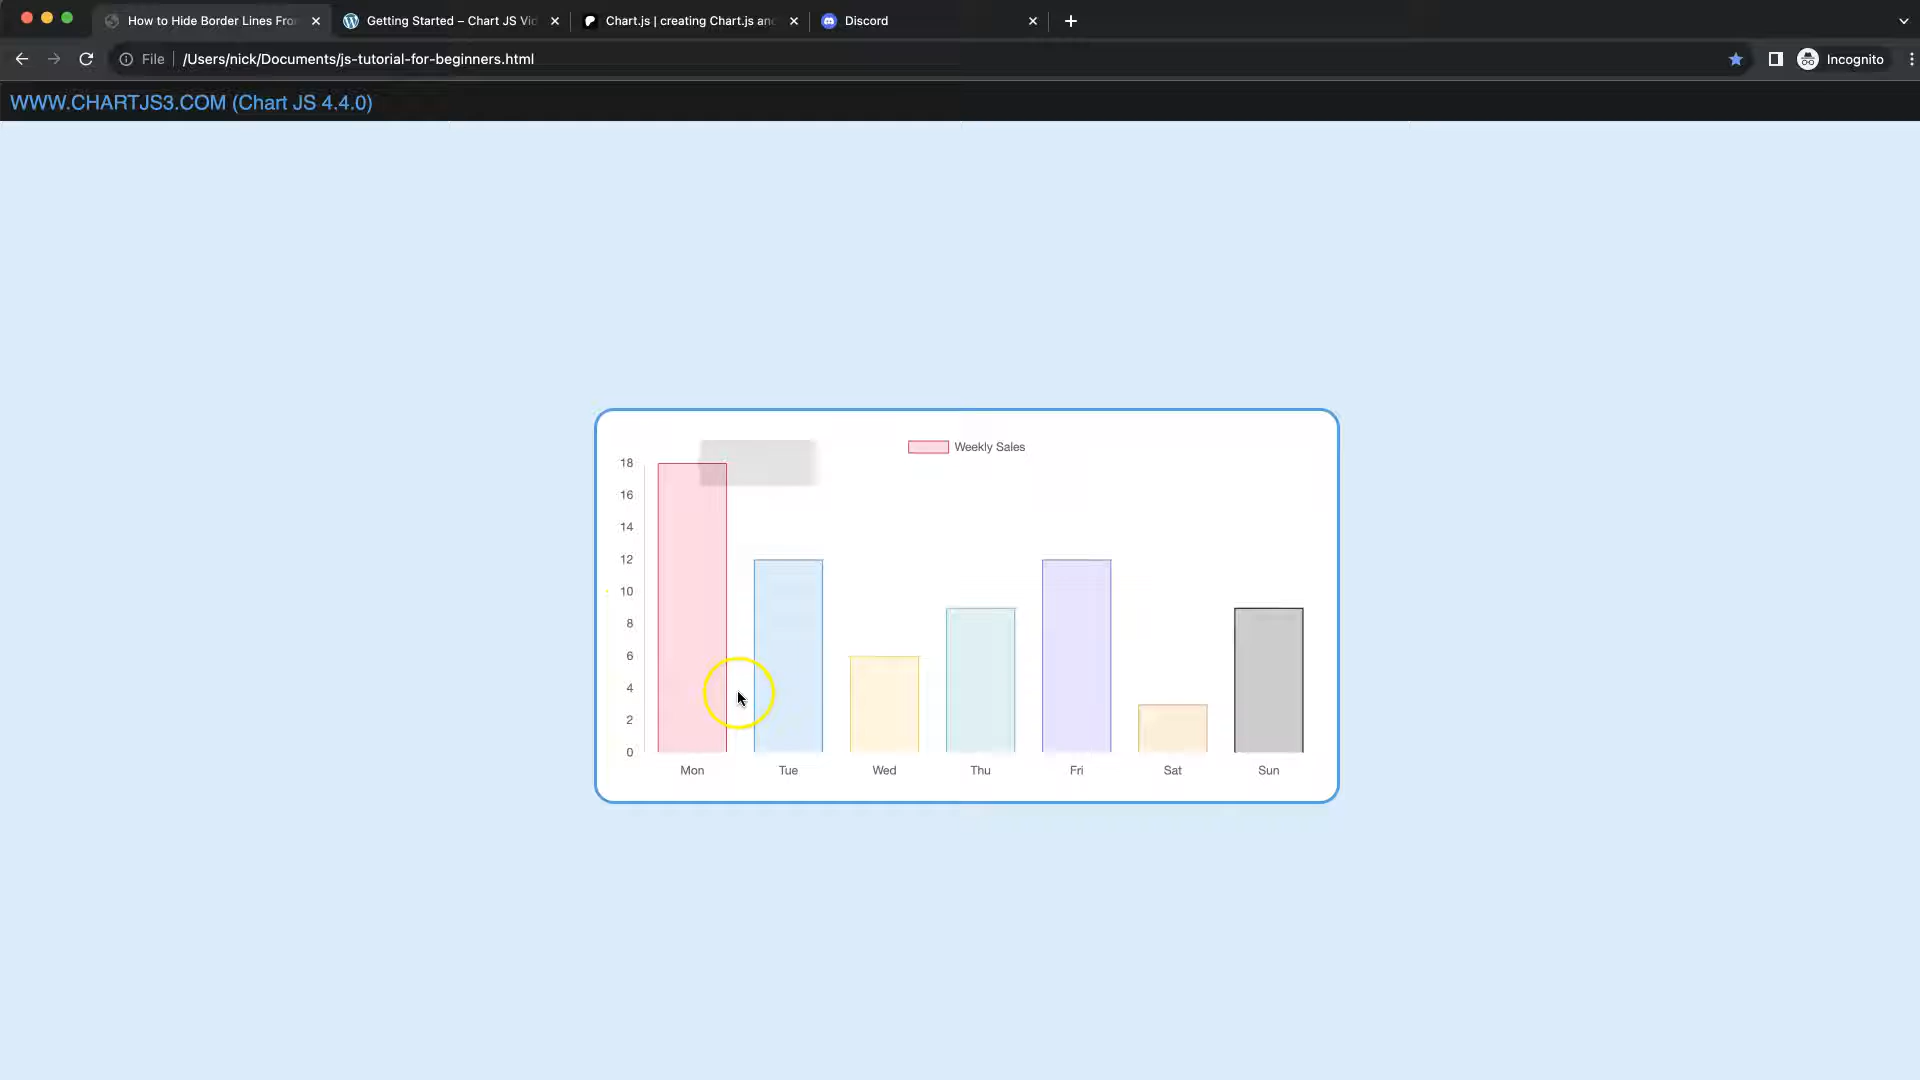 How to Hide Border Lines Fro
Getting Started – Chart JS Vid
Chart.js | creating Chart.js an
Discord
File
/Users/nick/Documents/js-tutorial-for-beginners.html
Incognito
WWW.CHARTJS3.COM (Chart JS 4.4.0)
Weekly Sales
18
16
14
12
10
8
6
4
2
0
Mon Tue Wed Thu Fri Sat Sun